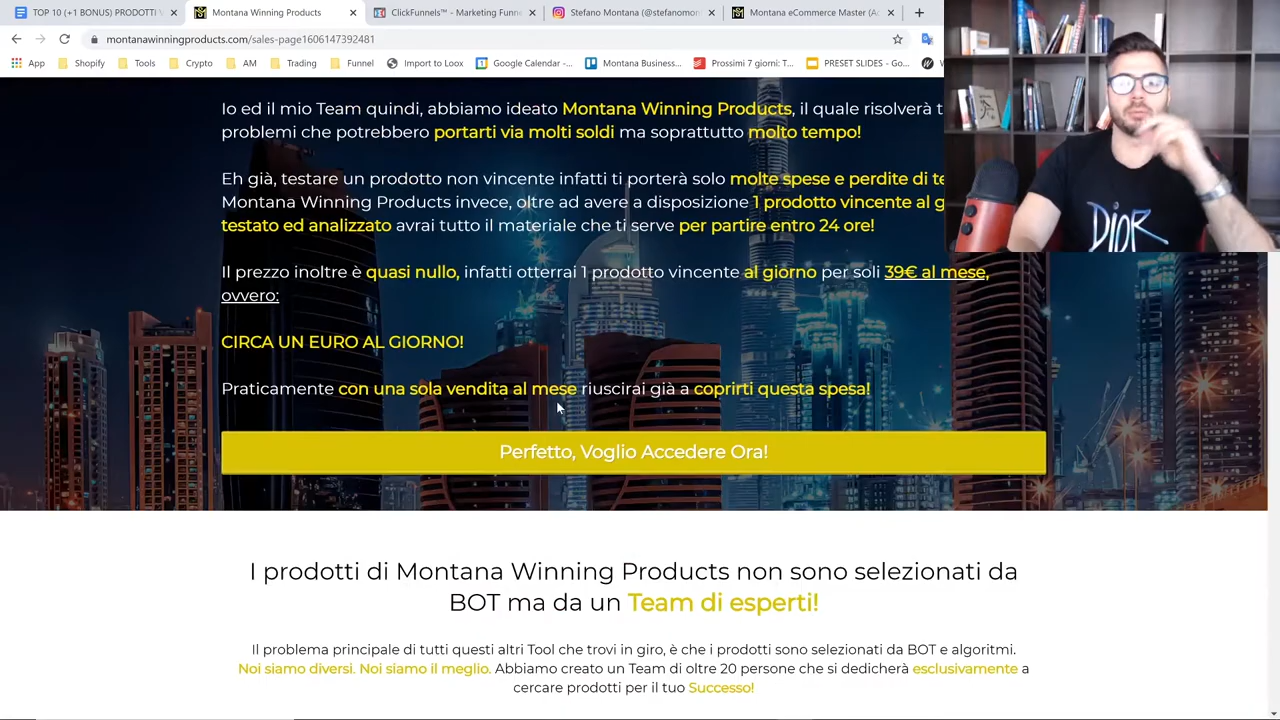 TOP 10 (+1 BONUS) PRODOTTI
Montana Winning Products
ClickFunnels™ - Marketing Funne
Stefano Montana (@stefanomon
Montana eCommerce Master (A
montanawinningproducts.com/sales-page1606147392481
App
Shopify
Tools
Crypto
AM
Trading
Funnel
Import to Loox
Google Calendar -...
Montana Business...
Prossimi 7 giorni: T...
PRESET SLIDES - Go...
Io ed il mio Team quindi, abbiamo ideato Montana Winning Products, il quale risolverà t
problemi che potrebbero portarti via molti soldi ma soprattutto molto tempo!
Eh già, testare un prodotto non vincente infatti ti porterà solo molte spese e perdite di te
Montana Winning Products invece, oltre ad avere a disposizione 1 prodotto vincente al g
testato ed analizzato avrai tutto il materiale che ti serve per partire entro 24 ore!
Il prezzo inoltre è quasi nullo, infatti otterrai 1 prodotto vincente al giorno per soli 39€ al mese,
ovvero:
CIRCA UN EURO AL GIORNO!
Praticamente con una sola vendita al mese riuscirai già a coprirti questa spesa!
Perfetto, Voglio Accedere Ora!
I prodotti di Montana Winning Products non sono selezionati da
BOT ma da un Team di esperti!
Il problema principale di tutti questi altri Tool che trovi in giro, è che i prodotti sono selezionati da BOT e algoritmi.
Noi siamo diversi. Noi siamo il meglio. Abbiamo creato un Team di oltre 20 persone che si dedicherà esclusivamente a
cercare prodotti per il tuo Successo!
DIOR